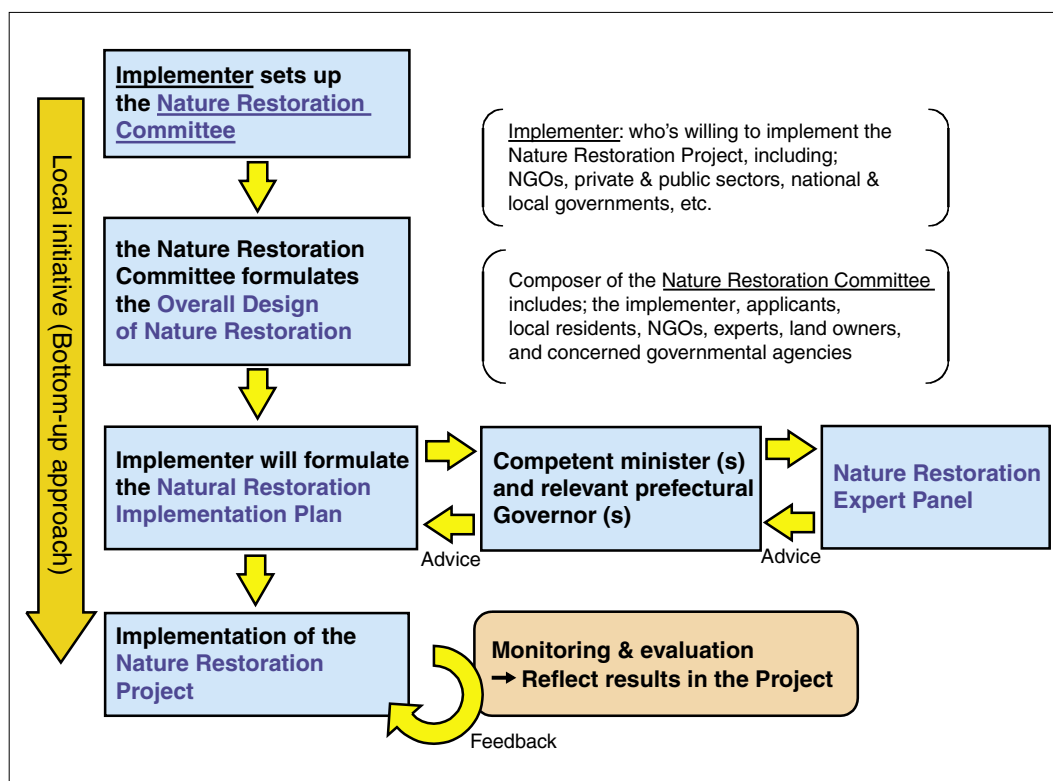 Local initiative (Bottom-up approach)
Implementer sets up
the Nature Restoration
Committee
Implementer: who's willing to implement the
Nature Restoration Project, including;
NGOs, private & public sectors, national &
local governments, etc.
the Nature Restoration
Committee formulates
the Overall Design
of Nature Restoration
Composer of the Nature Restoration Committee
includes; the implementer, applicants,
local residents, NGOs, experts, land owners,
and concerned governmental agencies
Implementer will formulate
the Natural Restoration
Implementation Plan
Competent minister (s)
and relevant prefectural
Governor (s)
Nature Restoration
Expert Panel
Advice
Advice
Implementation of the
Nature Restoration
Project
Monitoring & evaluation
→ Reflect results in the Project
Feedback